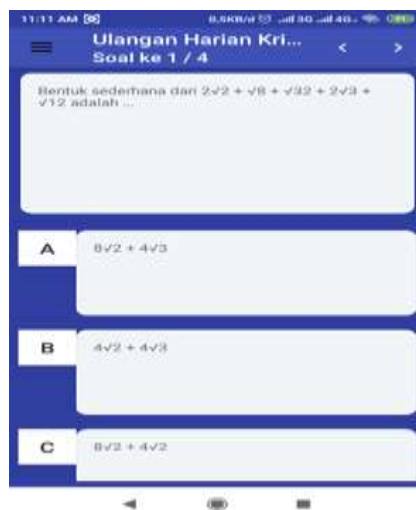 11:11 AM
Ulangan Harian Kri...
Soal ke 1 / 4
Bentuk sederhana dari 2√2 + √8 + √32 + 2√3 +
√12 adalah ...
A
8√2 + 4√3
B
4√2 + 4√3
C
8√2 + 4√2